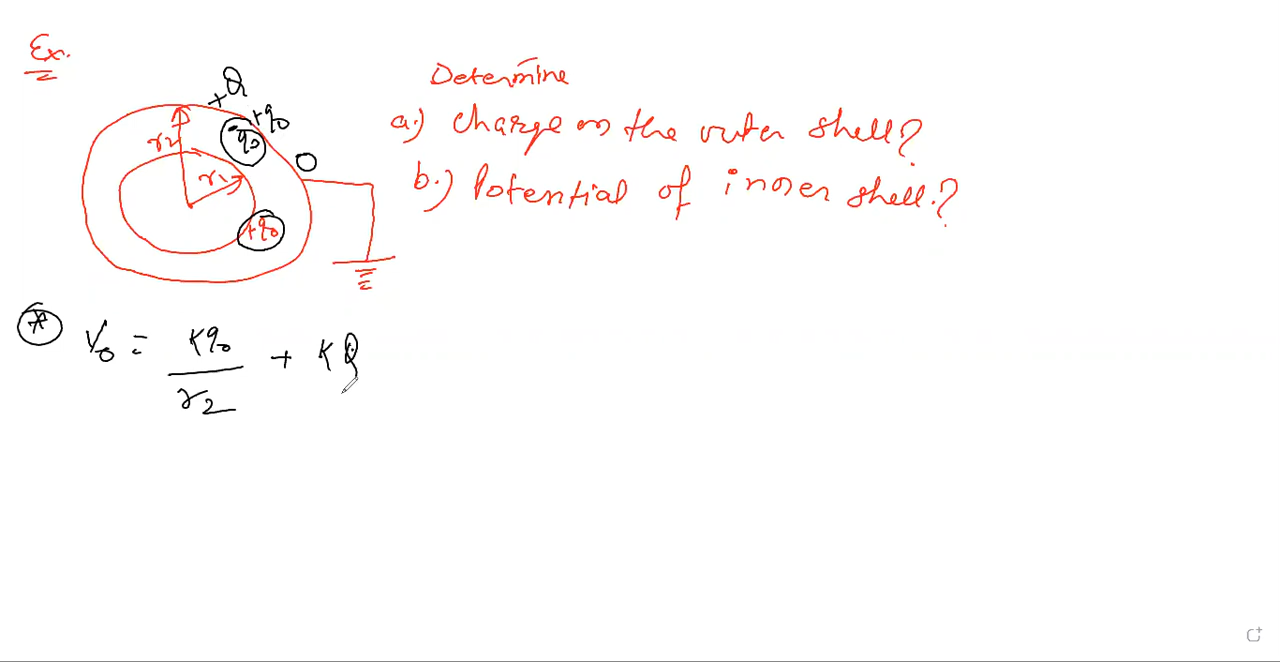 Ex.
Determine
a.) Charge on the outer shell?
b.) Potential of inner shell.?
+Q
+q0
-q0
0
r2
r1
+q0
* V0 = Kq0 / r2 + KQ